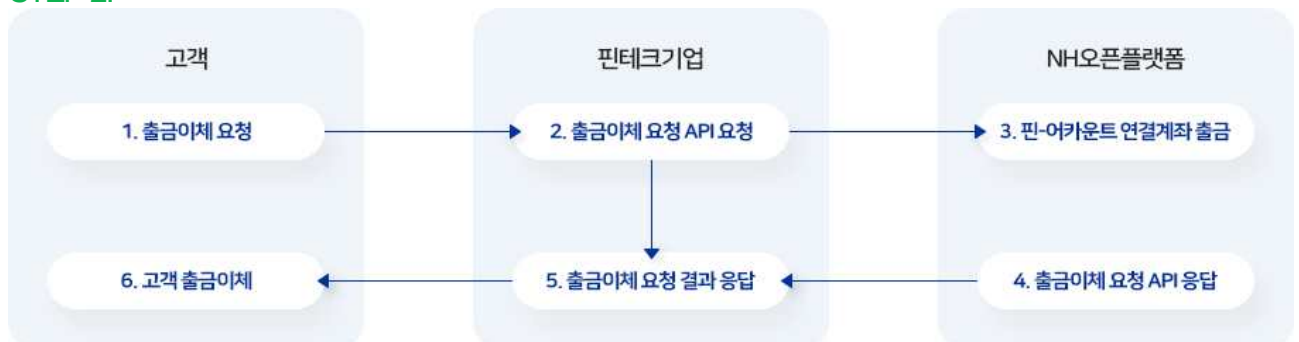 고객
핀테크기업
NH오픈플랫폼
1. 출금이체 요청
2. 출금이체 요청 API 요청
3. 핀-어카운트 연결계좌 출금
6. 고객 출금이체
5. 출금이체 요청 결과 응답
4. 출금이체 요청 API 응답